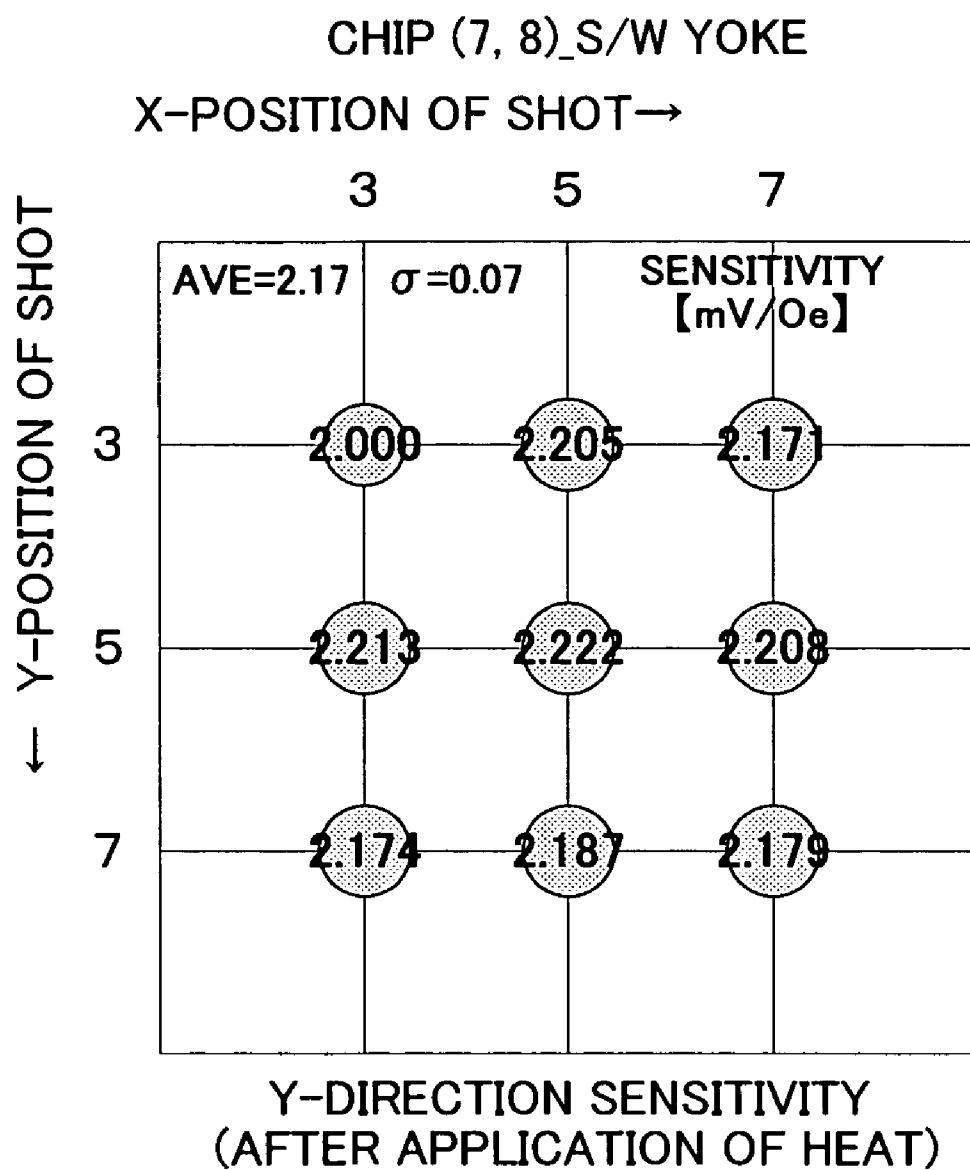 CHIP (7, 8)_S/W YOKE
X-POSITION OF SHOT→
3 5 7
← Y-POSITION OF SHOT
AVE=2.17 σ=0.07 SENSITIVITY
【mV/Oe】
3 2.000 2.205 2.171
5 2.213 2.222 2.208
7 2.174 2.187 2.179
Y-DIRECTION SENSITIVITY
(AFTER APPLICATION OF HEAT)